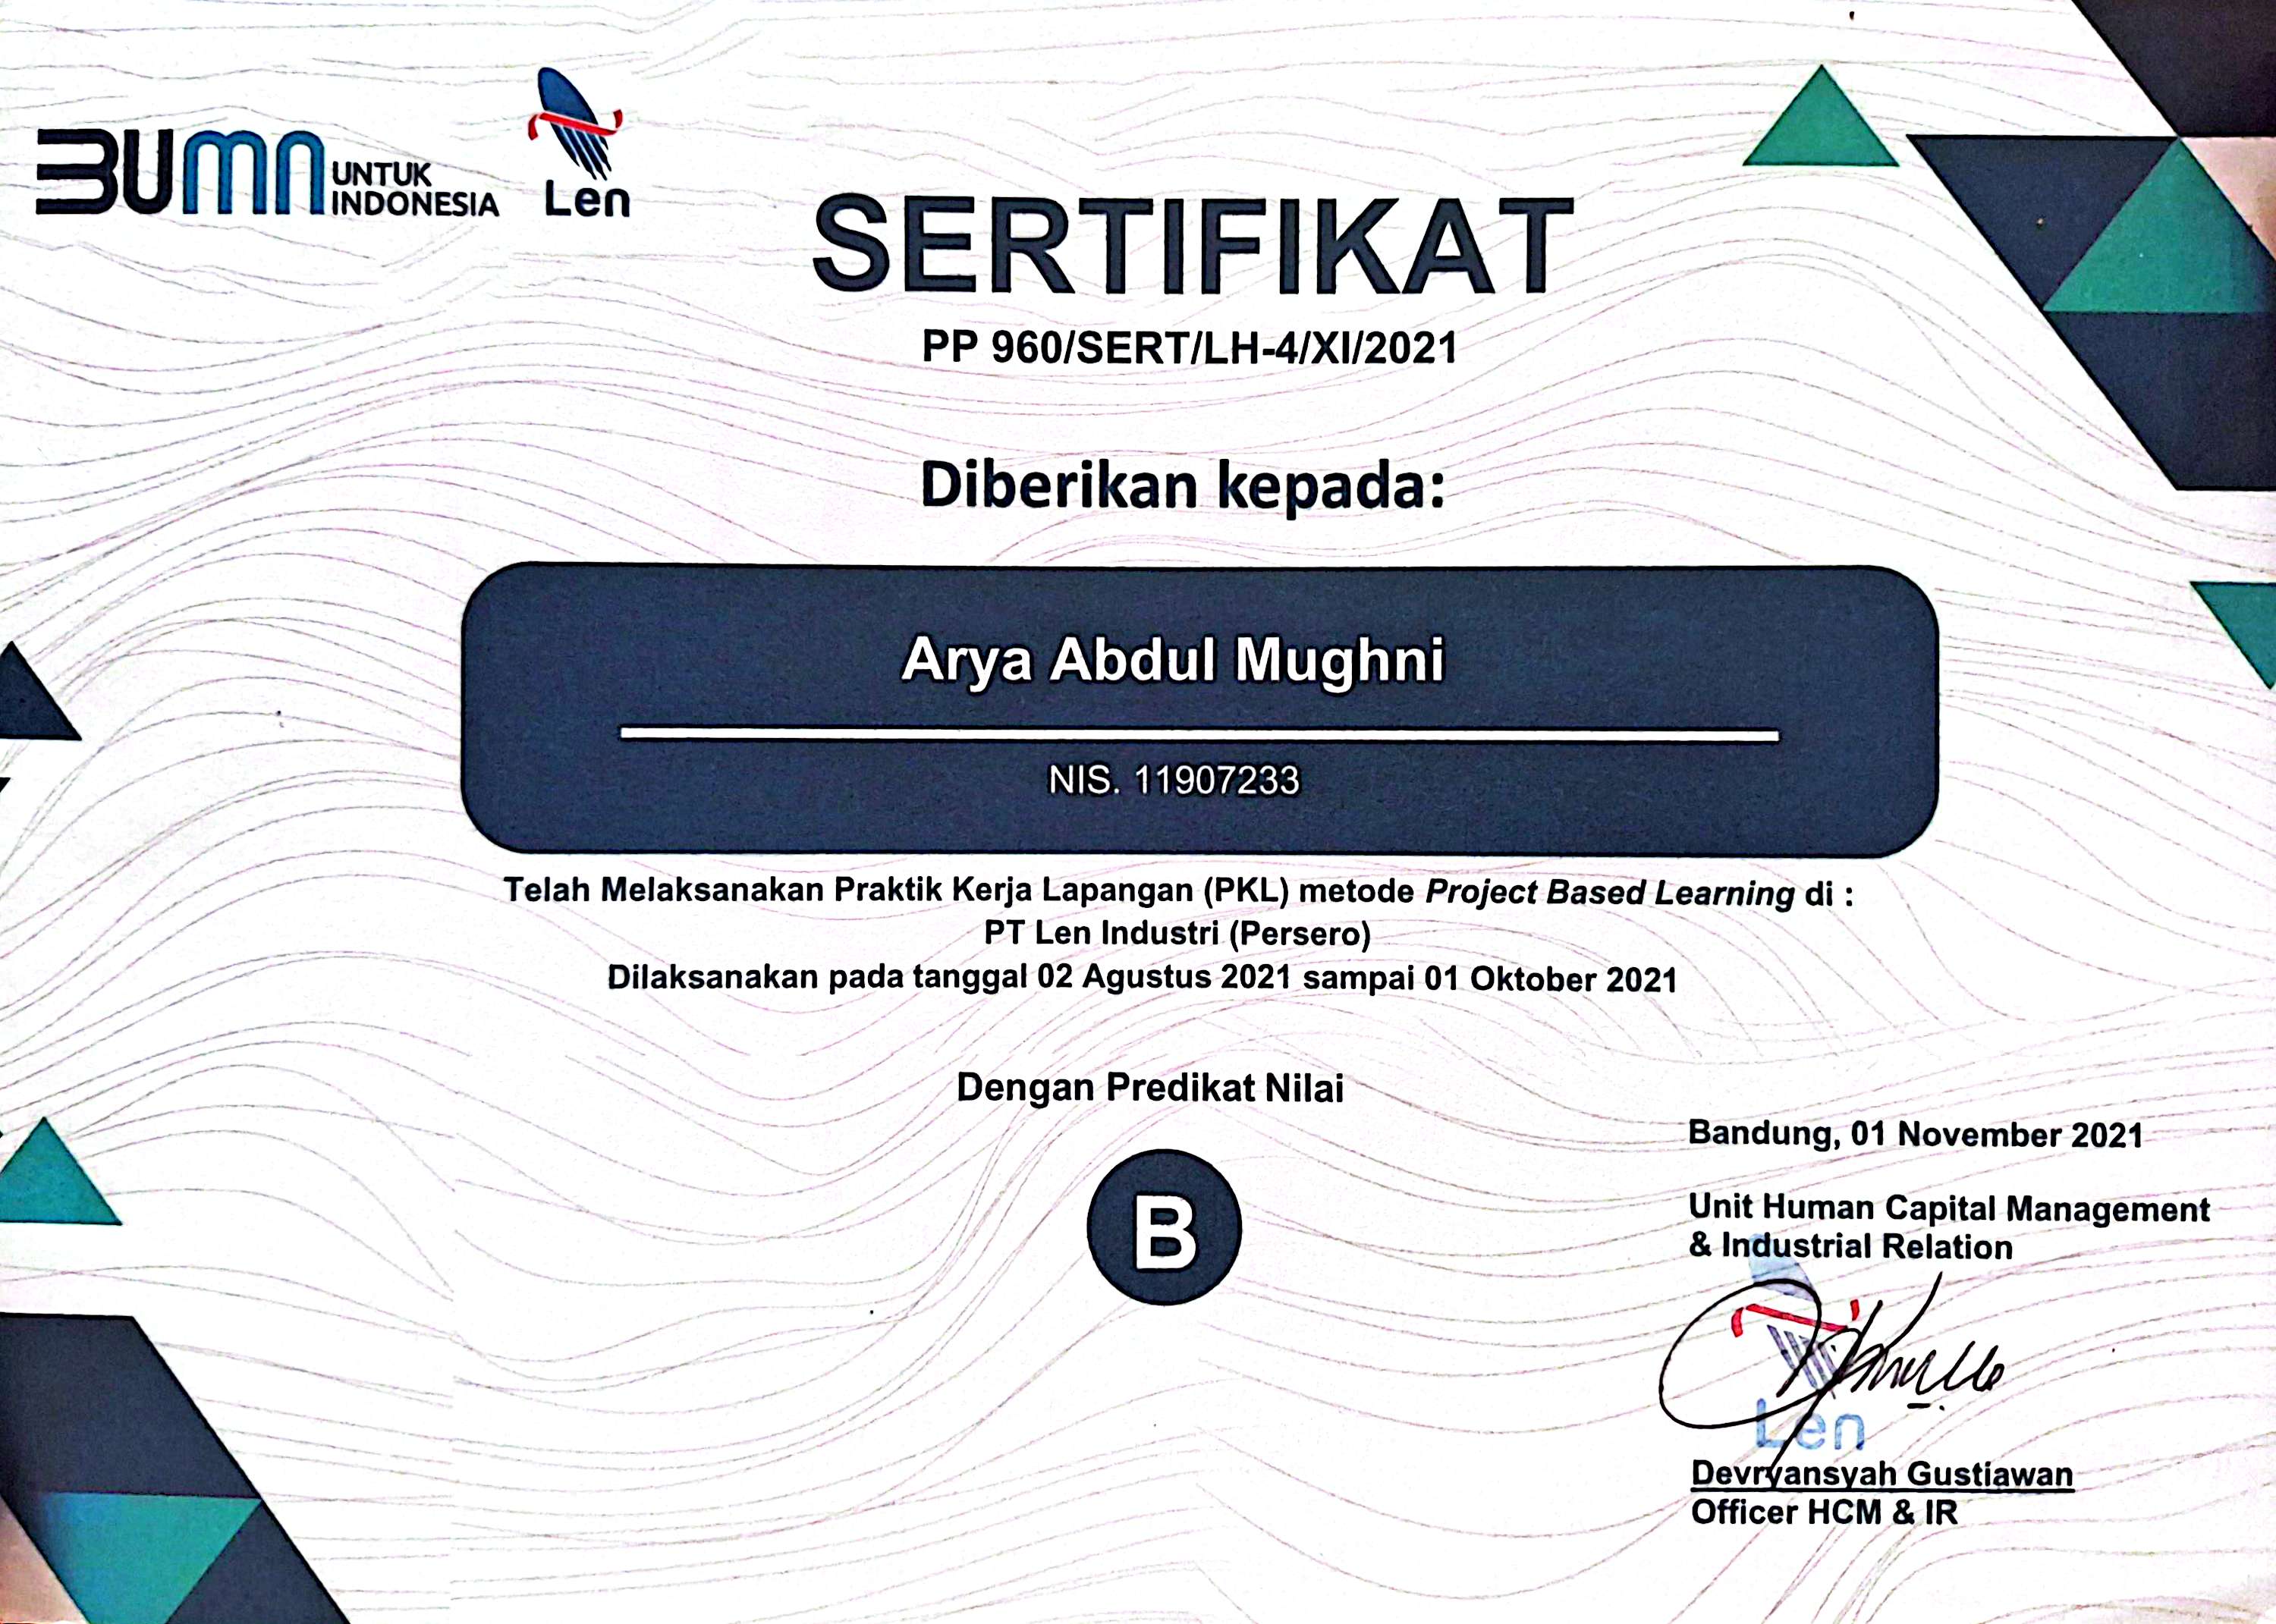 BUMN UNTUK
INDONESIA
Len
SERTIFIKAT
PP 960/SERT/LH-4/XI/2021
Diberikan kepada:
Arya Abdul Mughni
NIS. 11907233
Telah Melaksanakan Praktik Kerja Lapangan (PKL) metode Project Based Learning di :
PT Len Industri (Persero)
Dilaksanakan pada tanggal 02 Agustus 2021 sampai 01 Oktober 2021
Dengan Predikat Nilai
B
Bandung, 01 November 2021
Unit Human Capital Management
& Industrial Relation
Len
Devryansyah Gustiawan
Officer HCM & IR